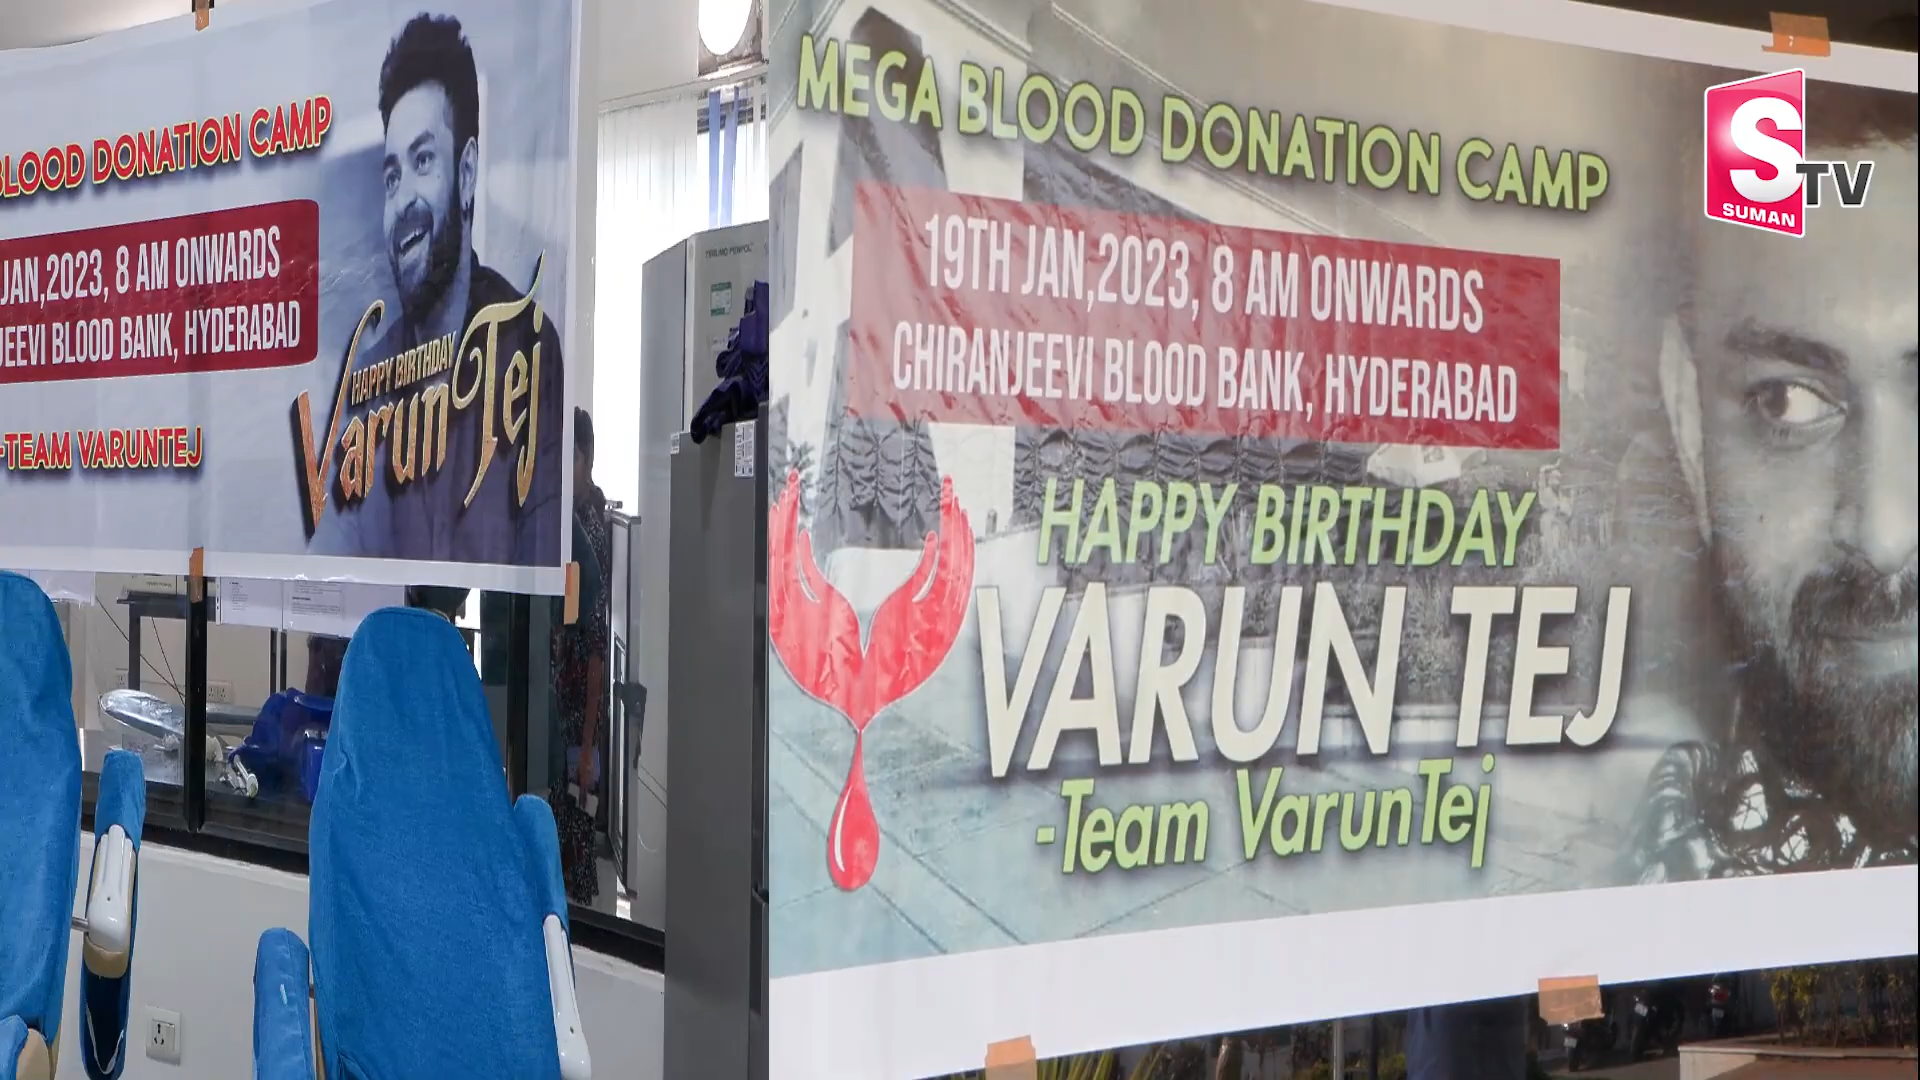 BLOOD DONATION CAMP
JAN,2023, 8 AM ONWARDS
JEEVI BLOOD BANK, HYDERABAD
-TEAM VARUNTEJ
HAPPY BIRTHDAY
Varun Tej
TERUMO PENPOL
MEGA BLOOD DONATION CAMP
19TH JAN,2023, 8 AM ONWARDS
CHIRANJEEVI BLOOD BANK, HYDERABAD
HAPPY BIRTHDAY
VARUN TEJ
-Team VarunTej
S TV
SUMAN